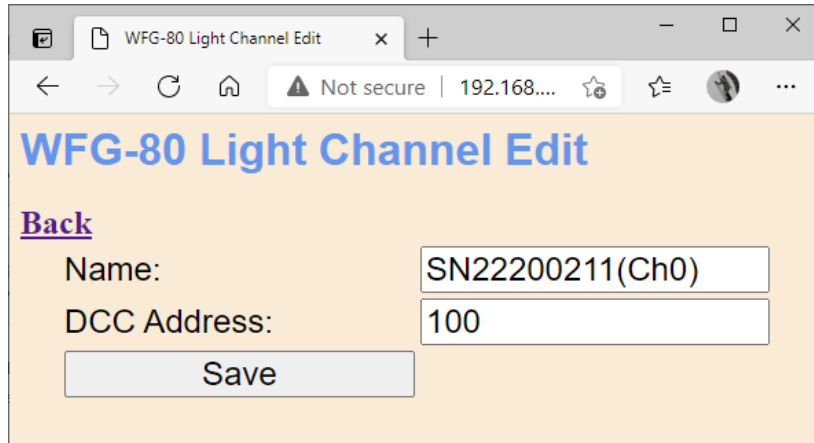 WFG-80 Light Channel Edit
Not secure | 192.168....
WFG-80 Light Channel Edit
Back
Name: SN22200211(Ch0)
DCC Address: 100
Save